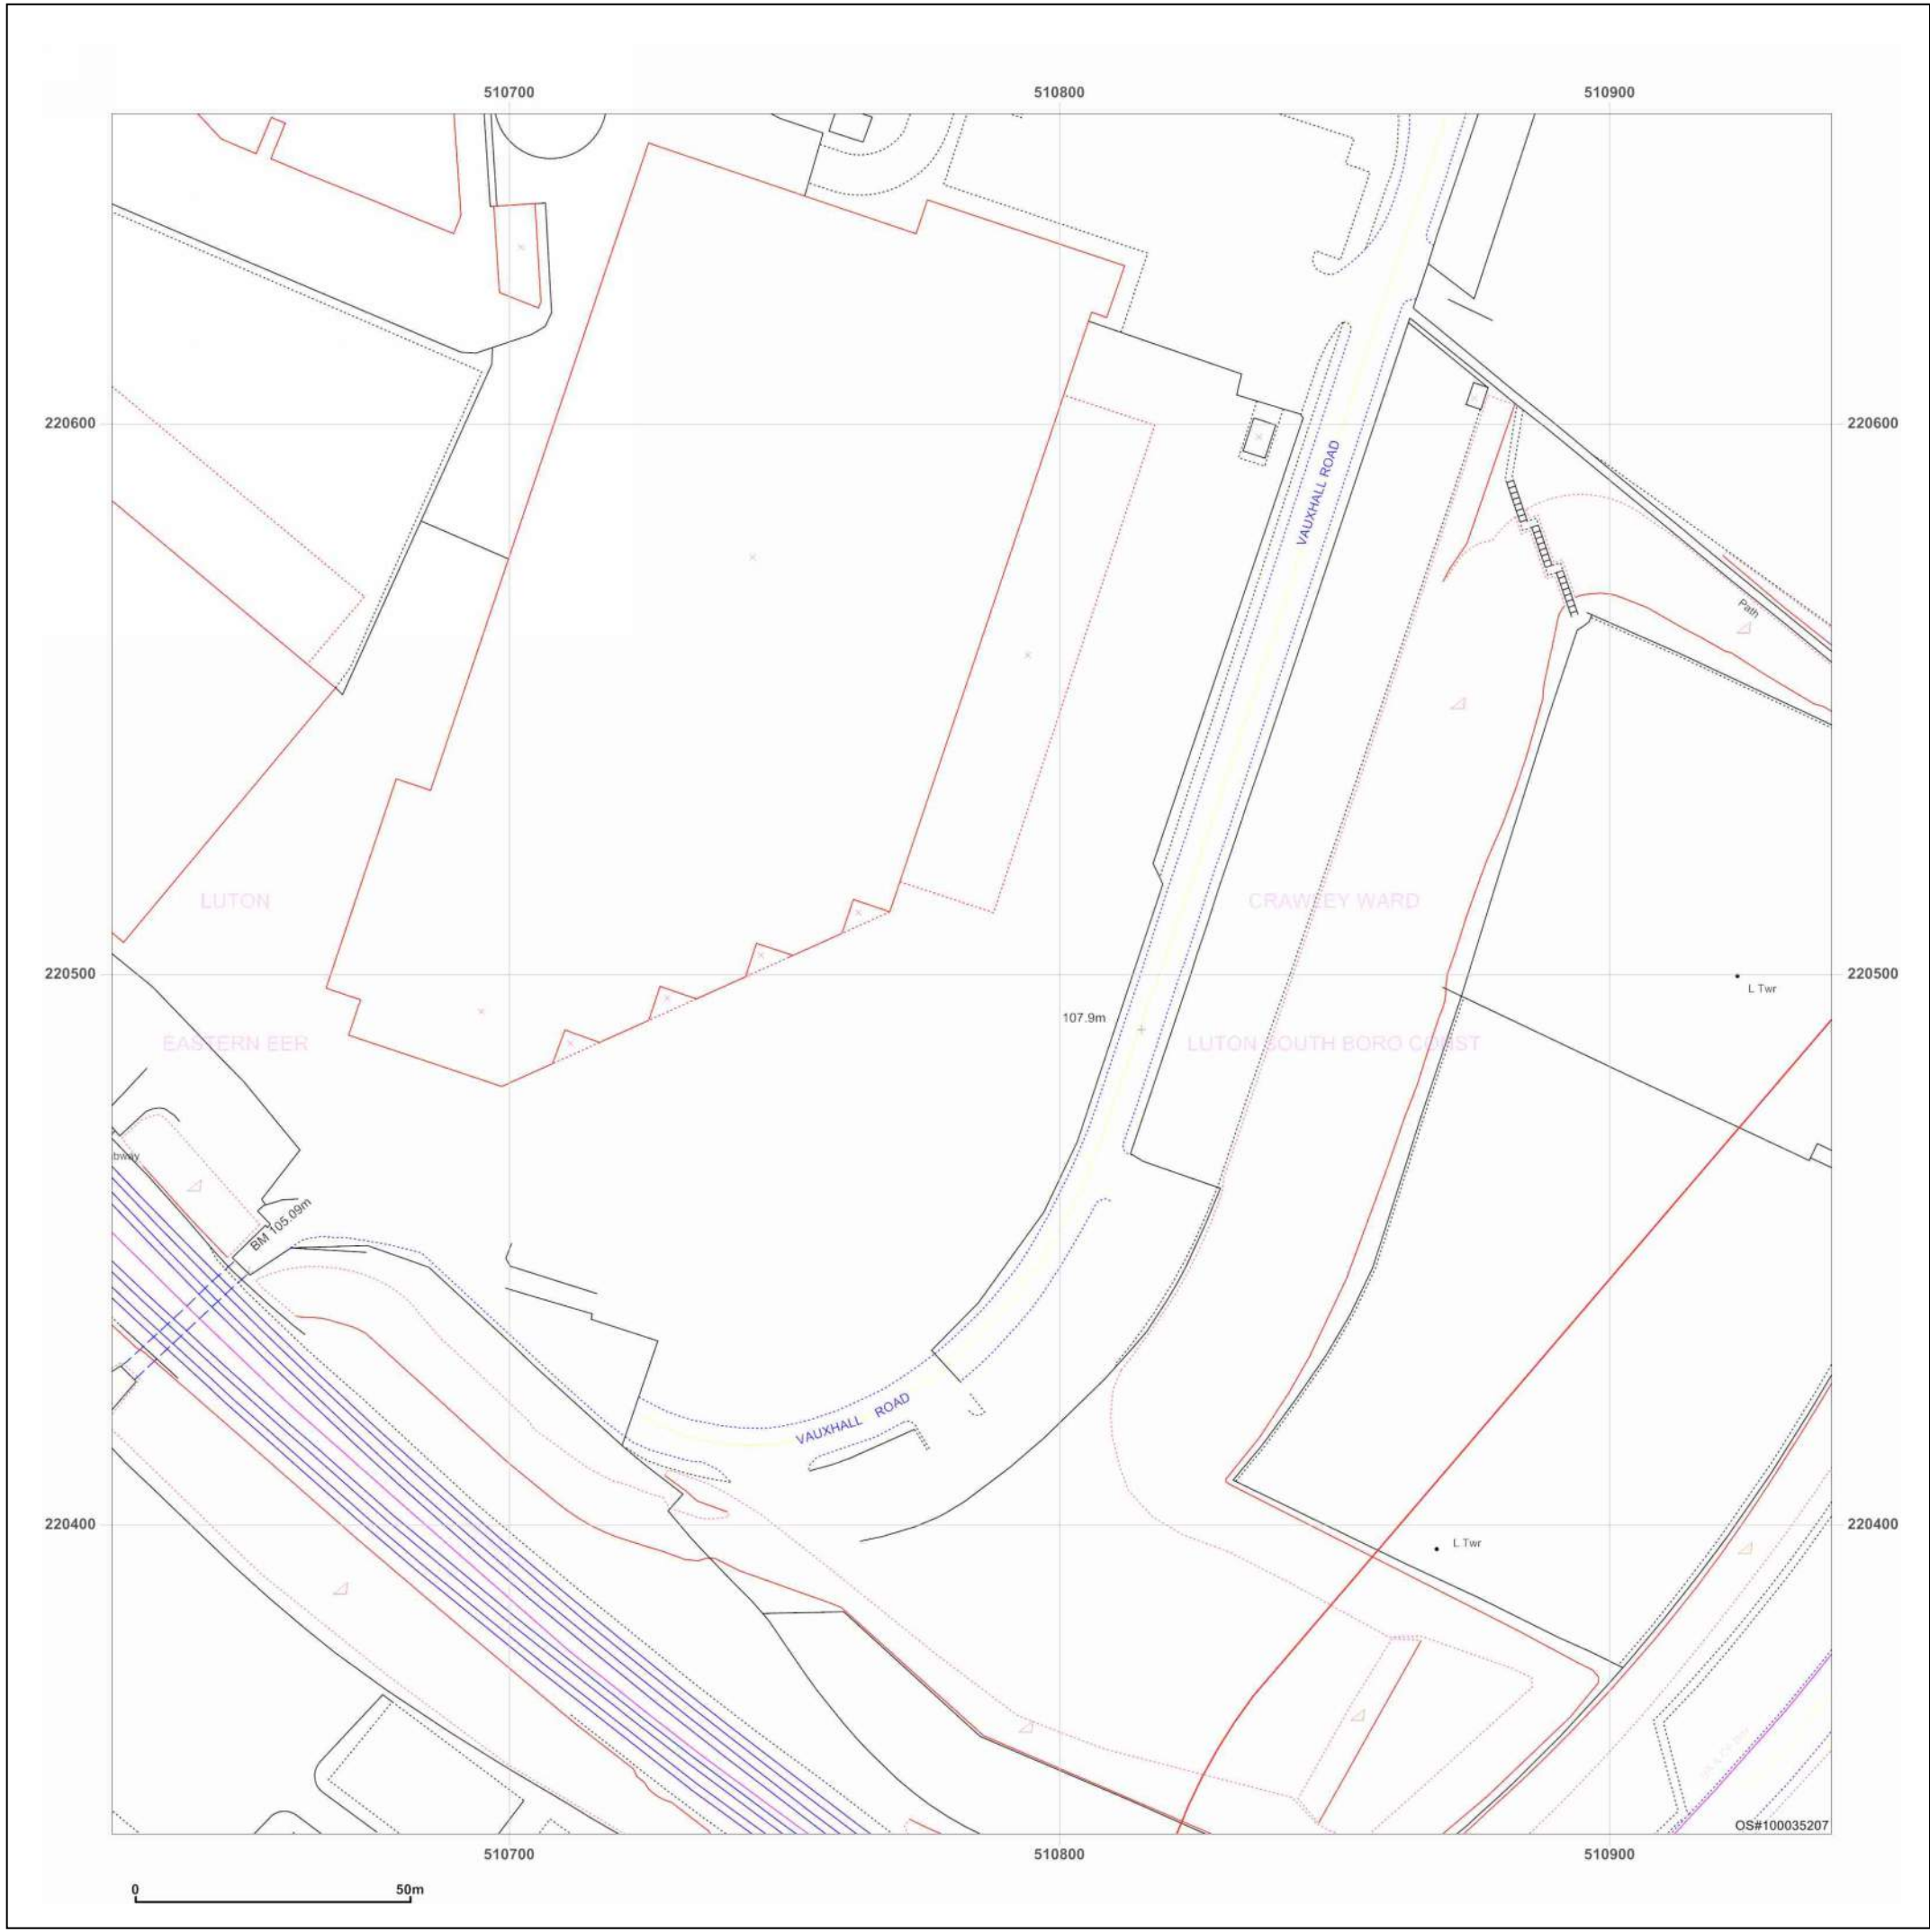 510700
510800
510900
220600
220600
VAUXHALL ROAD
Path
LUTON
CRAWLEY WARD
220500
220500
L Twr
107.9m
EASTERN EER
LUTON SOUTH BORO CONST
bway
BM 105.09m
VAUXHALL ROAD
220400
220400
L Twr
OS#100035207
510700
510800
510900
0
50m